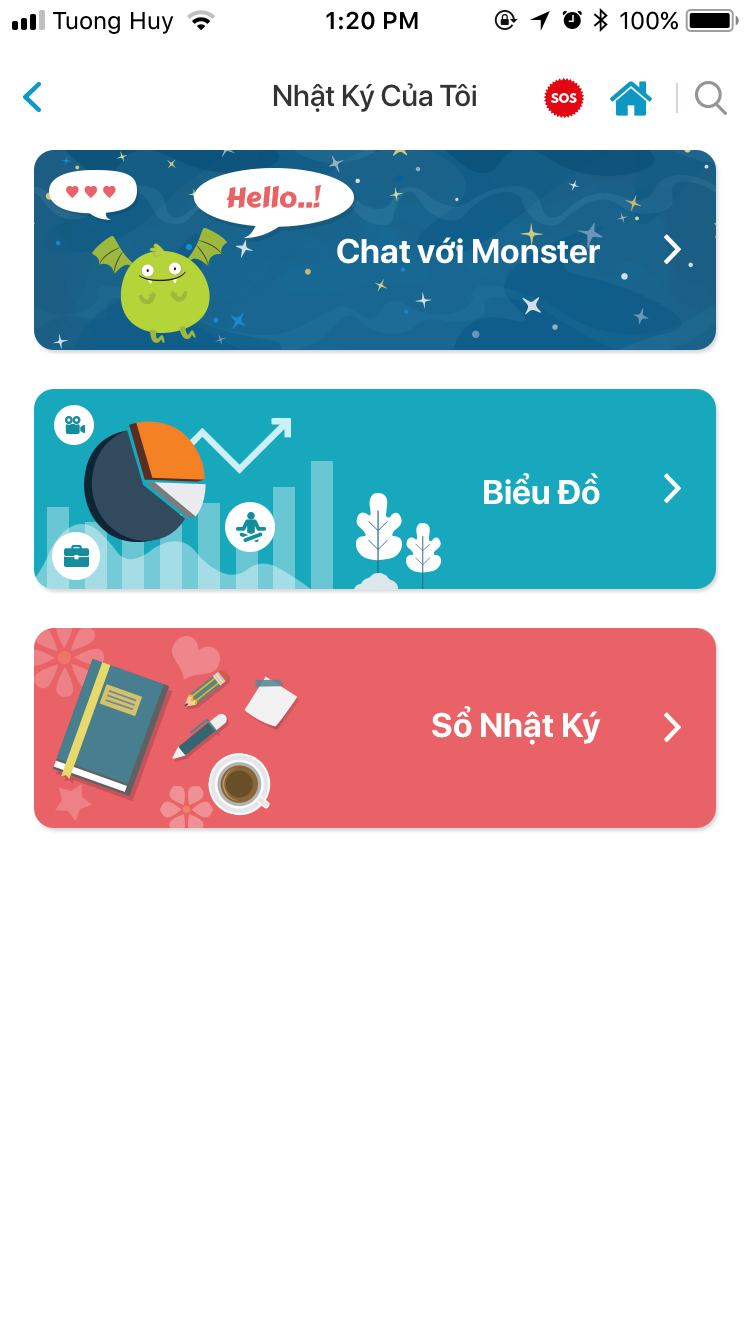 Tuong Huy 1:20 PM 100%
Nhật Ký Của Tôi SOS
Hello..!
Chat với Monster
Biểu Đồ
Sổ Nhật Ký